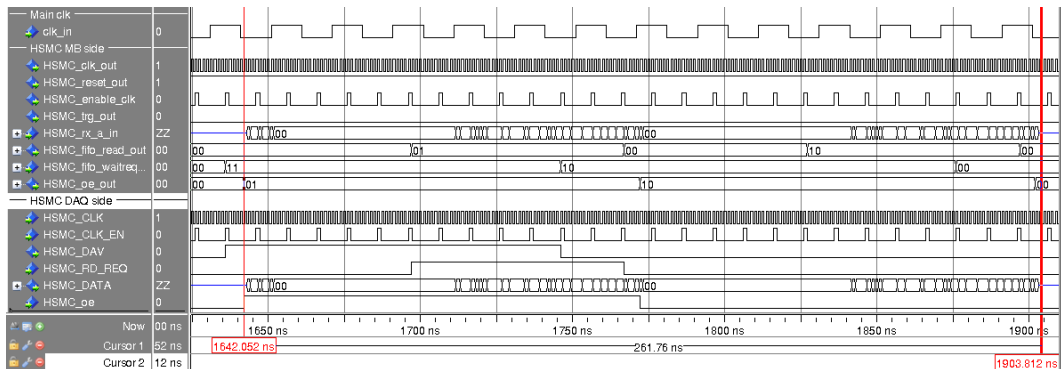 Main clk
clk_in 0
HSMC MB side
HSMC_clk_out 1
HSMC_reset_out 1
HSMC_enable_clk 0
HSMC_trg_out 0
HSMC_rx_a_in ZZ 00 00
HSMC_fifo_read_out 00 00 01 00 10 00
HSMC_fifo_waitreq... 00 00 11 10 00
HSMC_oe_out 00 00 01 10 00
HSMC DAQ side
HSMC_CLK 1
HSMC_CLK_EN 0
HSMC_DAV 0
HSMC_RD_REQ 0
HSMC_DATA ZZ 00 00
HSMC_oe 0
Now 00 ns 1650 ns 1700 ns 1750 ns 1800 ns 1850 ns 1900 ns
Cursor 1 52 ns 1642.052 ns 261.76 ns
Cursor 2 12 ns 1903.812 ns